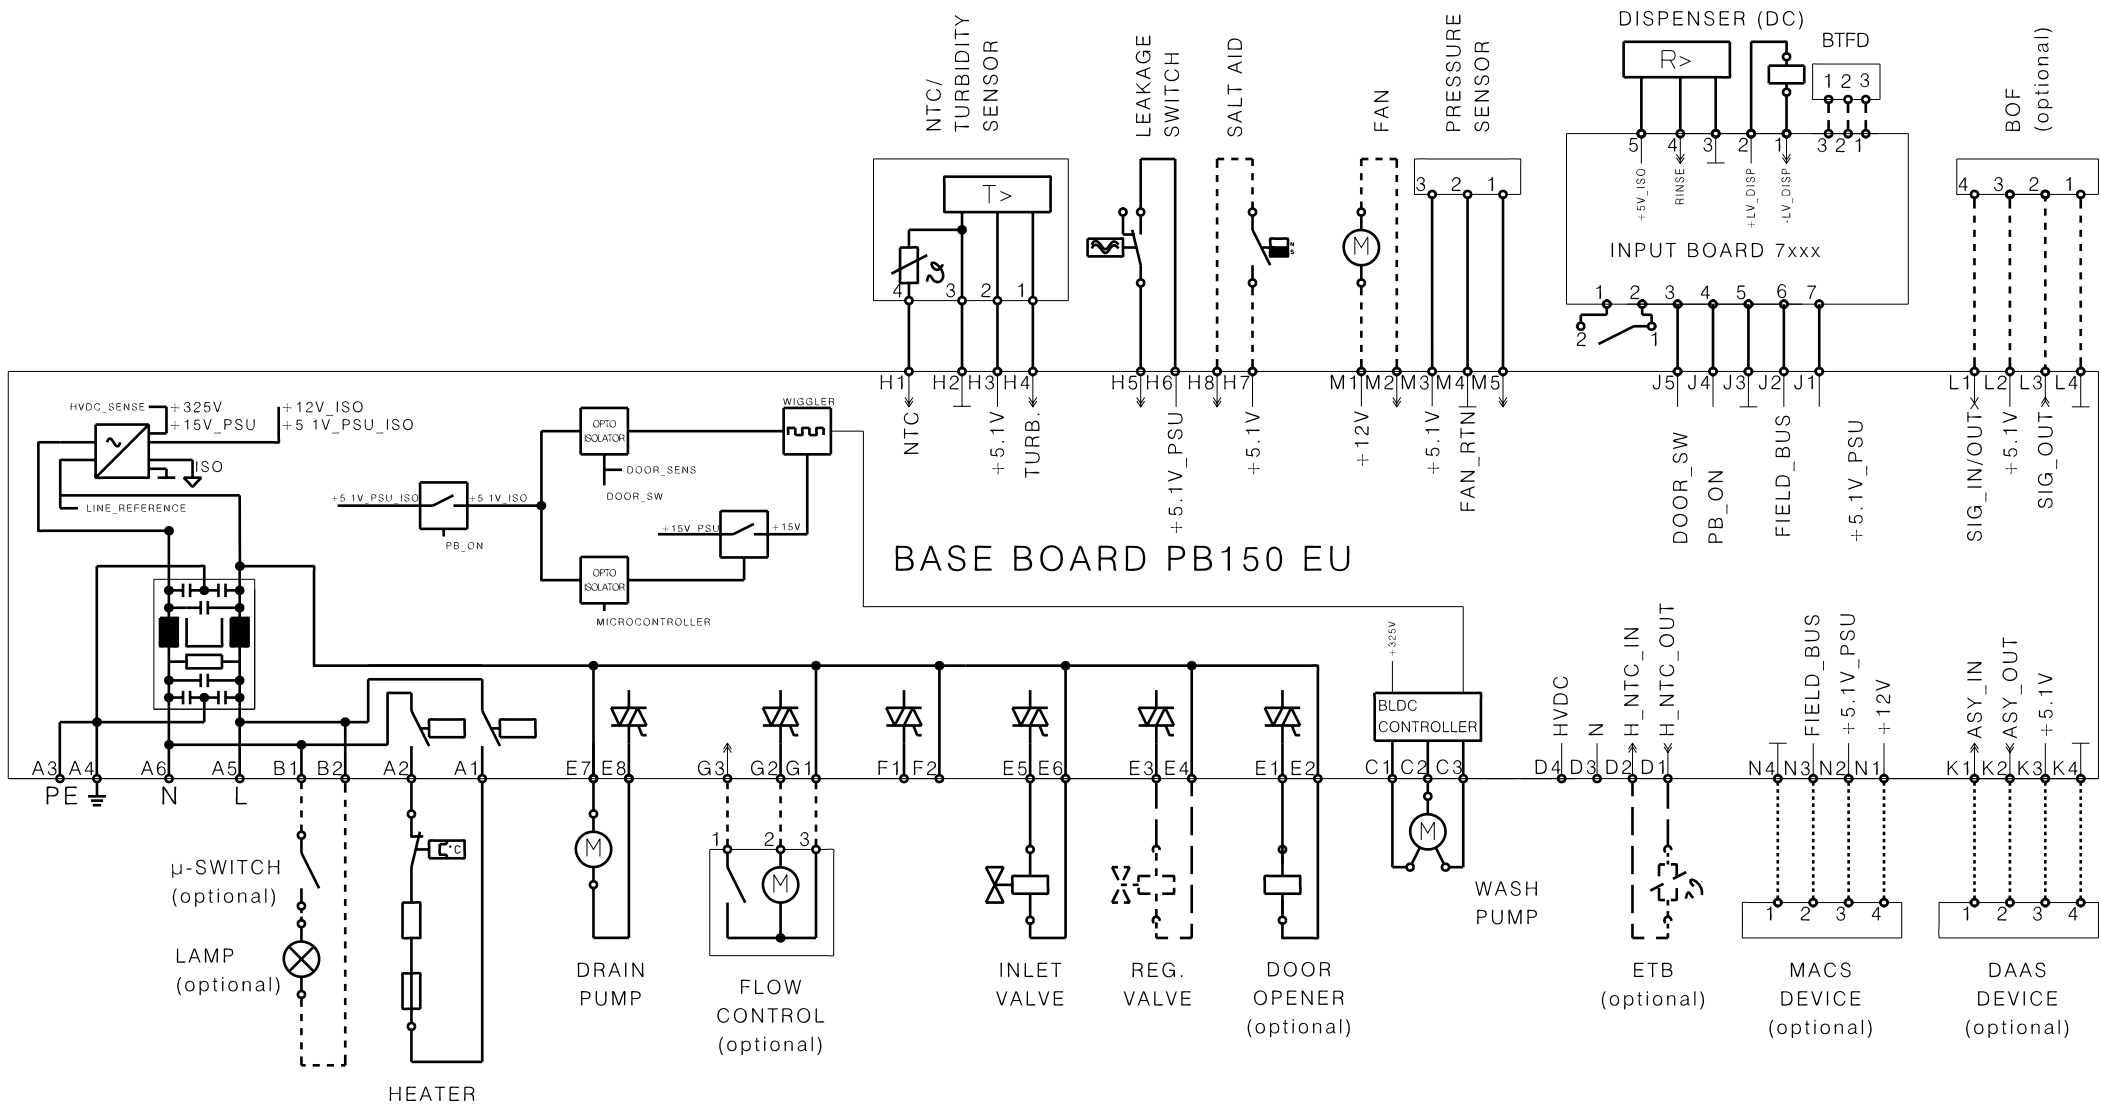 DISPENSER (DC)
BTFD
NTC/
TURBIDITY
SENSOR
LEAKAGE
SWITCH
SALT AID
FAN
PRESSURE
SENSOR
BOF
(optional)
R>
1 2 3
5 4 3 2 1 3 2 1
+5V_ISO
RINSE
+LV_DISP
-LV_DISP
INPUT BOARD 7xxx
1 2 3 4 5 6 7
2 1
T>
4 3 2 1
M
3 2 1
4 3 2 1
H1 H2 H3 H4 H5 H6 H8 H7 M1 M2 M3 M4 M5 J5 J4 J3 J2 J1 L1 L2 L3 L4
NTC
+5.1V
TURB.
+5.1V_PSU
+5.1V
+12V
+5.1V
FAN_RTN
DOOR_SW
PB_ON
FIELD_BUS
+5.1V_PSU
SIG_IN/OUT
+5.1V
SIG_OUT
HVDC_SENSE
+325V
+15V_PSU
+12V_ISO
+5 1V_PSU_ISO
ISO
LINE_REFERENCE
WIGGLER
OPTO
ISOLATOR
DOOR_SENS
DOOR_SW
+5 1V_PSU_ISO
+5 1V_ISO
PB_ON
+15V_PSU
+15V
OPTO
ISOLATOR
MICROCONTROLLER
BASE BOARD PB150 EU
+325V
BLDC
CONTROLLER
HVDC
N
H_NTC_IN
H_NTC_OUT
FIELD_BUS
+5.1V_PSU
+12V
ASY_IN
ASY_OUT
+5.1V
A3 A4 A6 A5 B1 B2 A2 A1 E7 E8 G3 G2 G1 F1 F2 E5 E6 E3 E4 E1 E2 C1 C2 C3 D4 D3 D2 D1 N4 N3 N2 N1 K1 K2 K3 K4
PE N L
°C
M
1 2 3
M
M
1 2 3 4
1 2 3 4
µ-SWITCH
(optional)
LAMP
(optional)
HEATER
DRAIN
PUMP
FLOW
CONTROL
(optional)
INLET
VALVE
REG.
VALVE
DOOR
OPENER
(optional)
WASH
PUMP
ETB
(optional)
MACS
DEVICE
(optional)
DAAS
DEVICE
(optional)